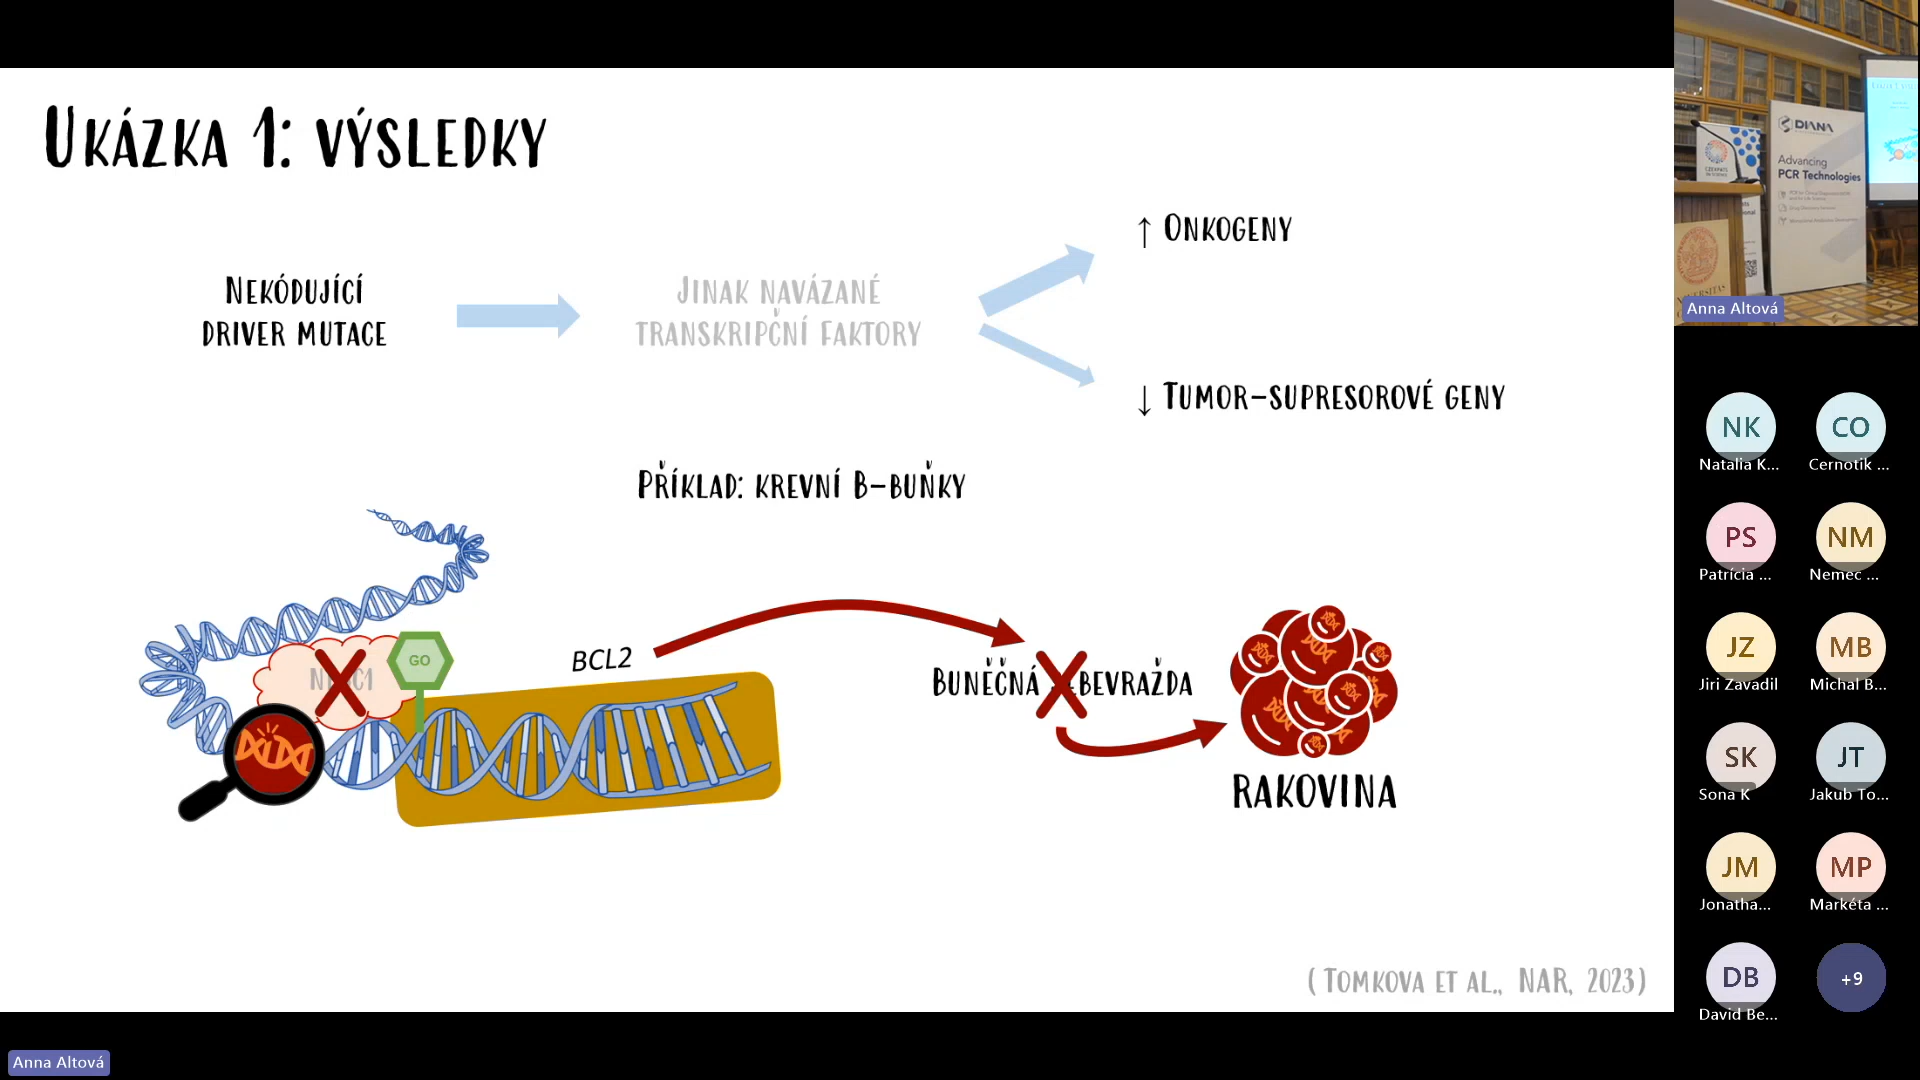 Ukázka 1: výsledky
Nekódující
driver mutace
Jinak navázané
transkripční faktory
↑ Onkogeny
↓ Tumor-supresorové geny
Příklad: krevní B-buňky
GO
BCL2
Buněčná
bevražda
Rakovina
(Tomkova et al., NAR, 2023)
Anna Altová
DIANA
Advancing
PCR Technologies
Anna Altová
NK
Natalia K...
CO
Cernotik ...
PS
Patrícia ...
NM
Nemec ...
JZ
Jiri Zavadil
MB
Michal B...
SK
Sona K
JT
Jakub To...
JM
Jonatha...
MP
Markéta ...
DB
David Be...
+9